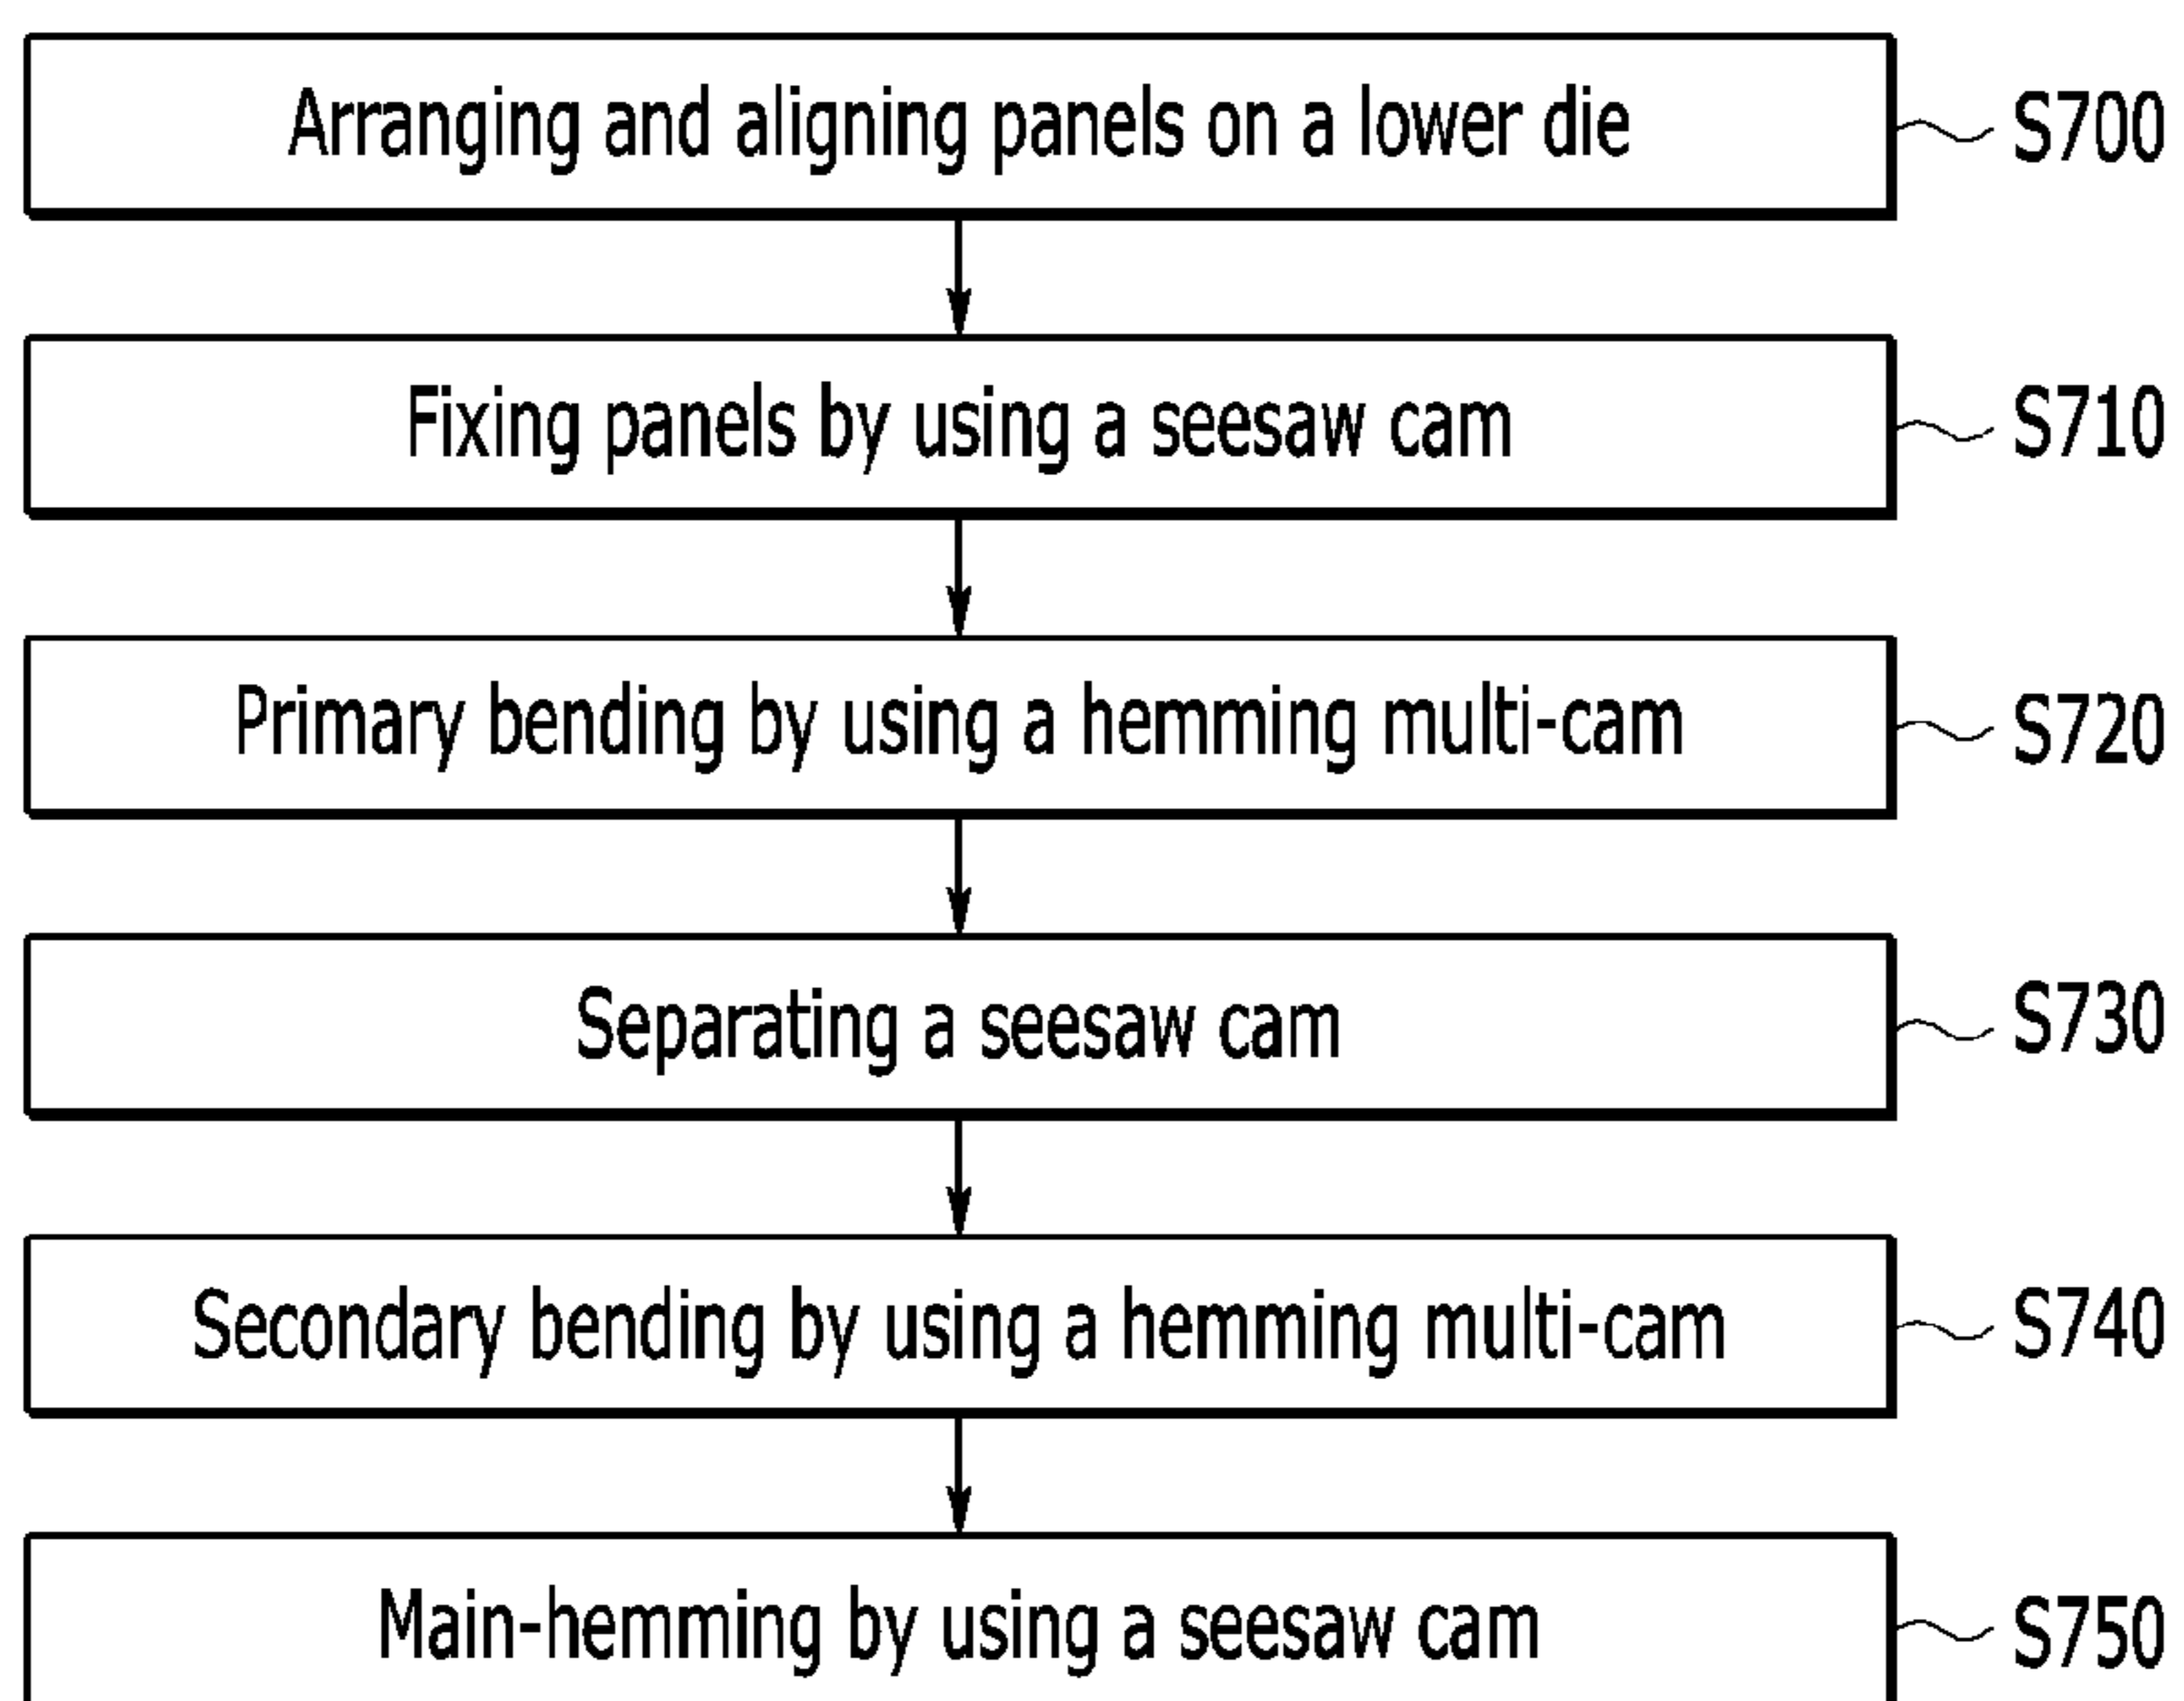 Arranging and aligning panels on a lower die S700
Fixing panels by using a seesaw cam S710
Primary bending by using a hemming multi-cam S720
Separating a seesaw cam S730
Secondary bending by using a hemming multi-cam S740
Main-hemming by using a seesaw cam S750